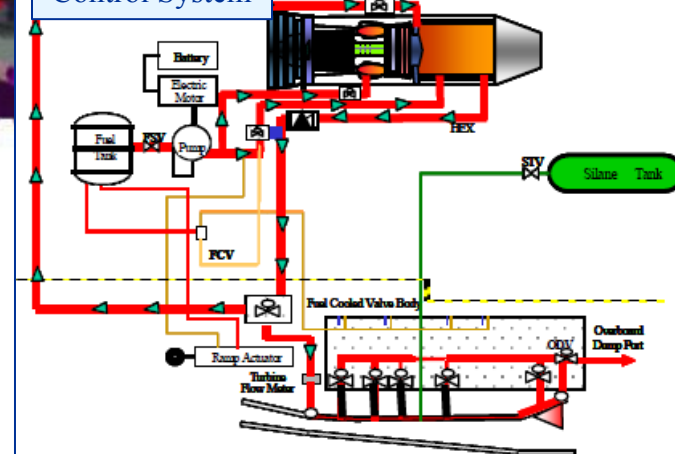 Control System
Battery
Electric
Motor
Fuel
Tank
FSV
Pump
HEX
STV
Silane Tank
FCV
Fuel Cooled Valve Body
Overboard
Dump Port
ODV
Ramp Actuator
Turbine
Flow Meter